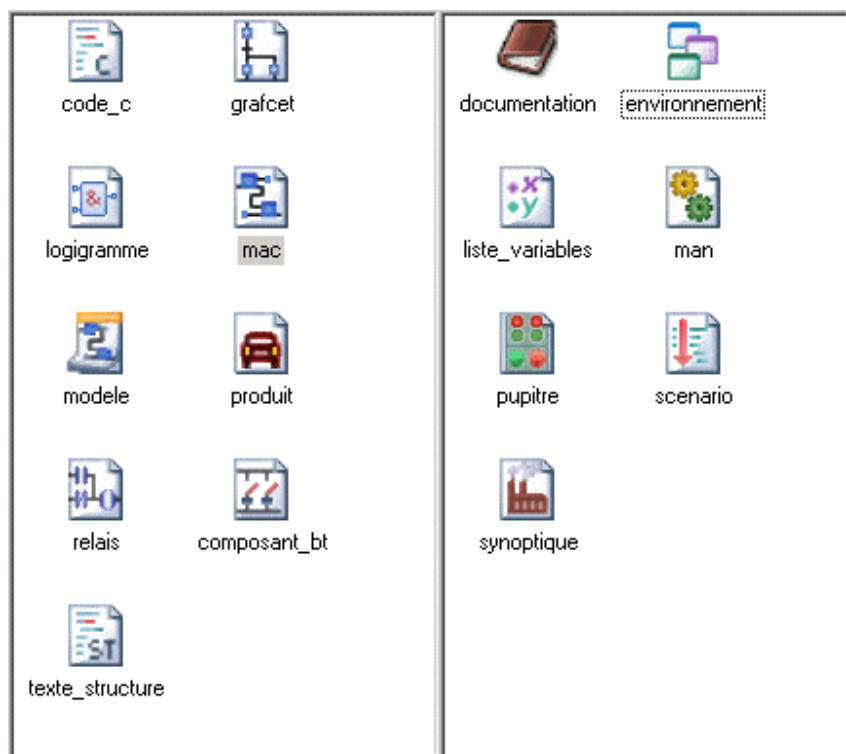 code_c grafcet
logigramme mac
modele produit
relais composant_bt
texte_structure
documentation environnement
liste_variables man
pupitre scenario
synoptique